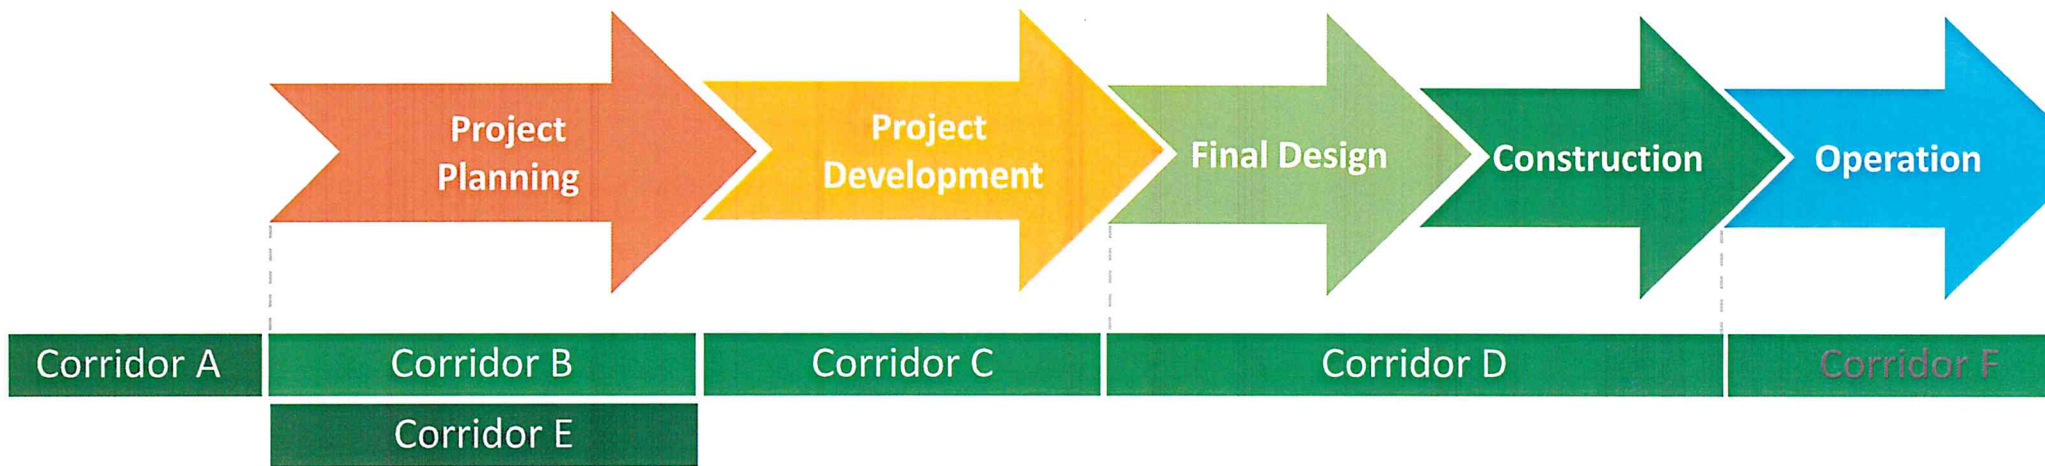 Project
Planning
Project
Development
Final Design
Construction
Operation
Corridor A
Corridor B
Corridor C
Corridor D
Corridor F
Corridor E